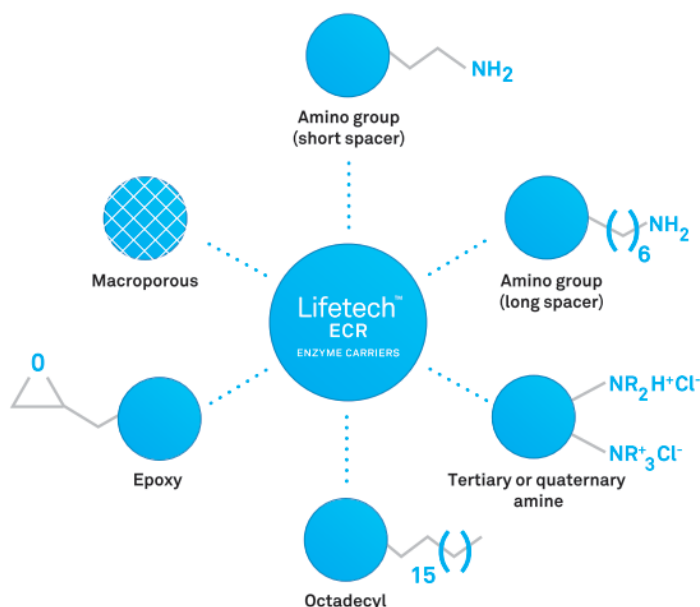 NH2
Amino group
(short spacer)
Macroporous
( )6 NH2
Amino group
(long spacer)
Lifetech™
ECR
ENZYME CARRIERS
O
Epoxy
NR2H+Cl-
NR+3Cl-
Tertiary or quaternary
amine
15( )
Octadecyl